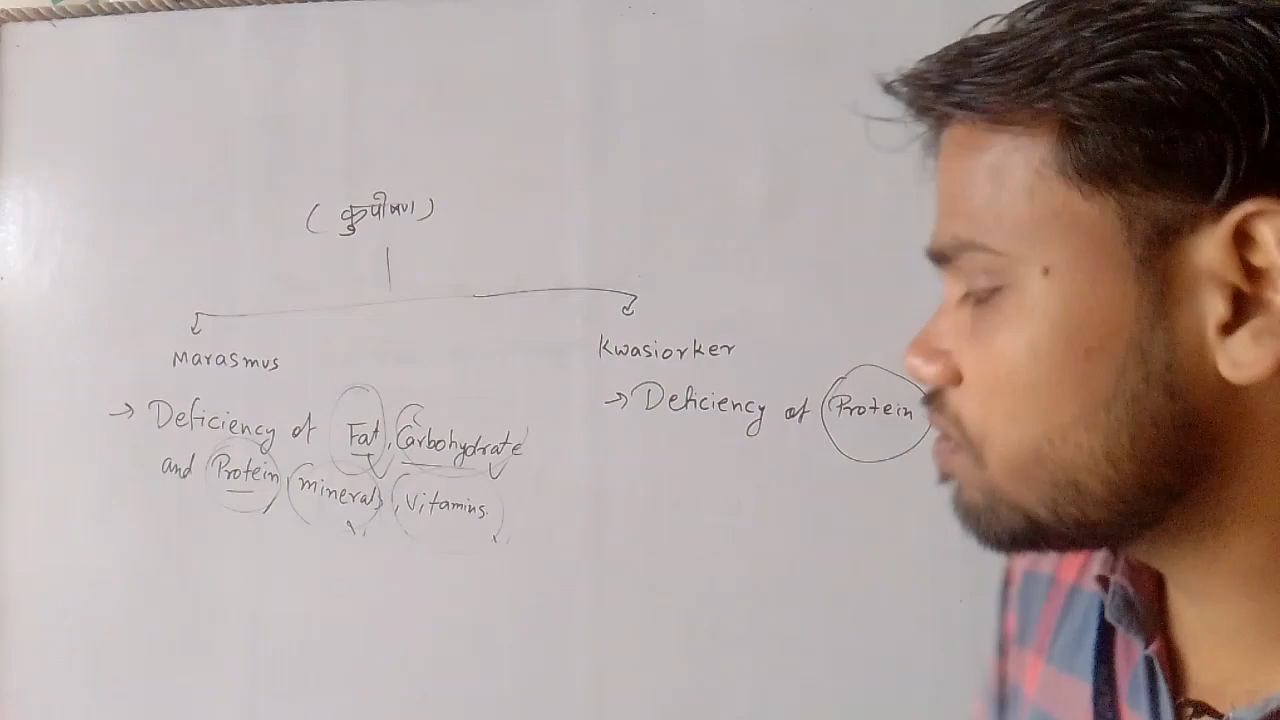 (कुपोषण)
Marasmus
Kwasiorker
→ Deficiency of Fat, Carbohydrate
and Protein, mineral, vitamins.
→ Deficiency of Protein